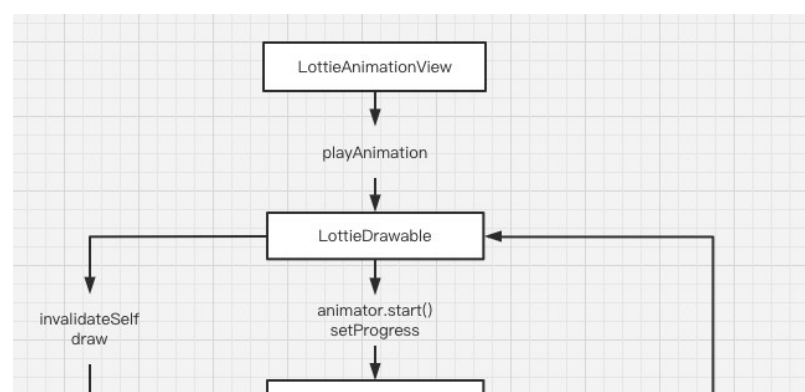 LottieAnimationView
playAnimation
LottieDrawable
animator.start()
setProgress
invalidateSelf
draw